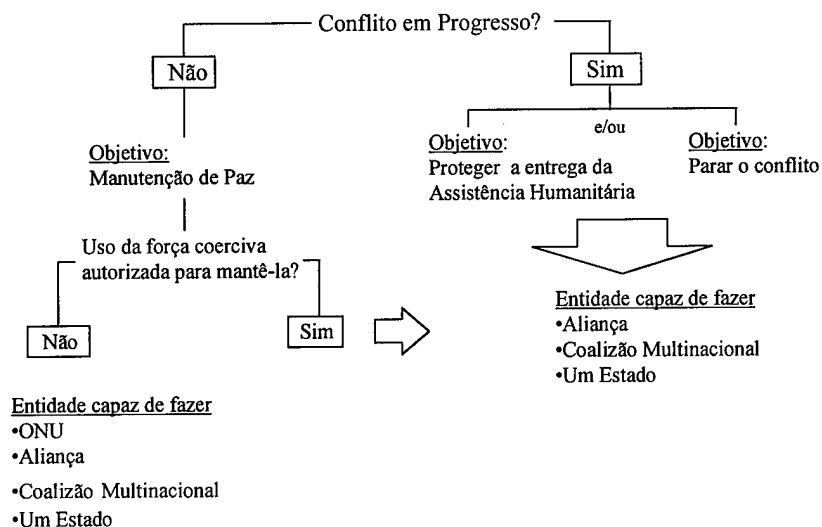 Conflito em Progresso?
Não
Sim
e/ou
Objetivo:
Manutenção de Paz
Objetivo:
Proteger a entrega da
Assistência Humanitária
Objetivo:
Parar o conflito
Uso da força coerciva
autorizada para mantê-la?
Não
Sim
Entidade capaz de fazer
•Aliança
•Coalizão Multinacional
•Um Estado
Entidade capaz de fazer
•ONU
•Aliança
•Coalizão Multinacional
•Um Estado